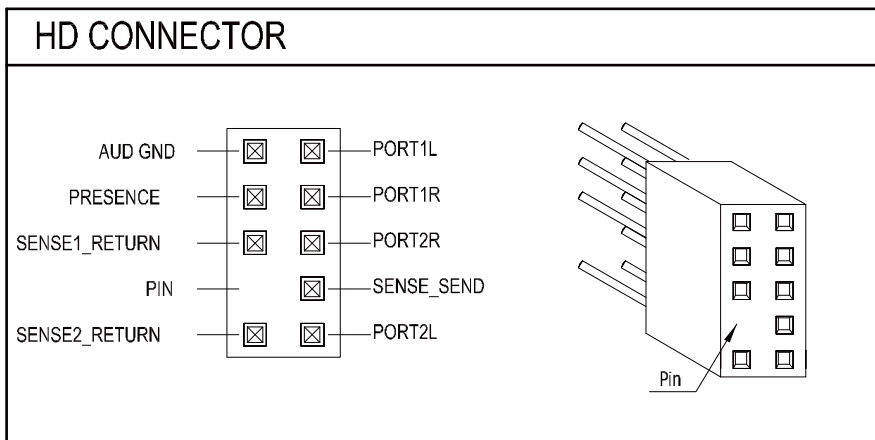 HD CONNECTOR
AUD GND PORT1L
PRESENCE PORT1R
SENSE1_RETURN PORT2R
PIN SENSE_SEND
SENSE2_RETURN PORT2L
Pin